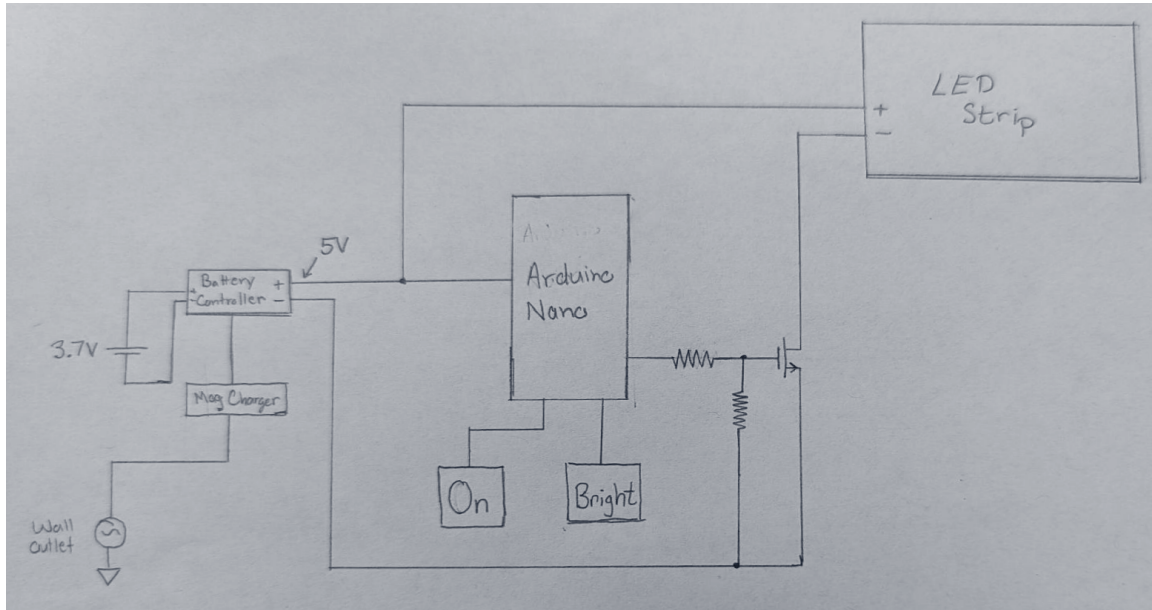 LED
Strip
+
−
5V
Battery +
+
− Controller −
Arduino
Nano
3.7V
Mag Charger
On
Bright
Wall
outlet